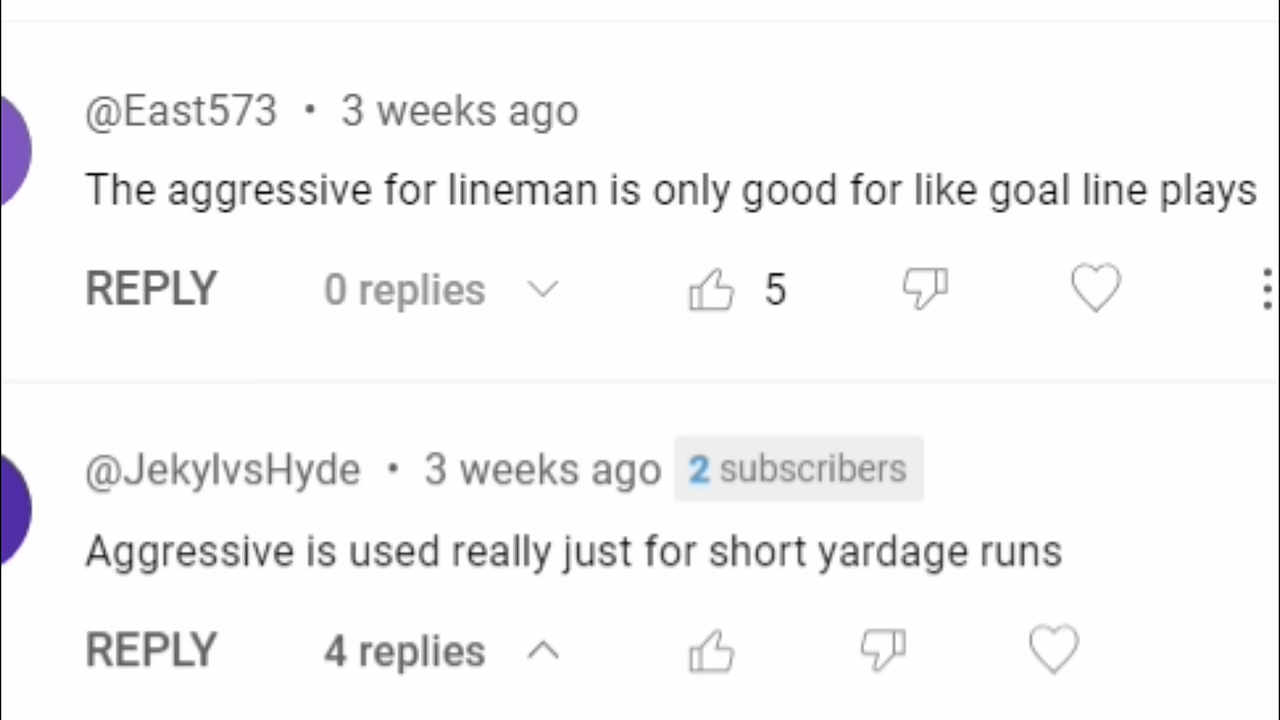 @East573 • 3 weeks ago
The aggressive for lineman is only good for like goal line plays
REPLY 0 replies 5
@JekylvsHyde • 3 weeks ago 2 subscribers
Aggressive is used really just for short yardage runs
REPLY 4 replies